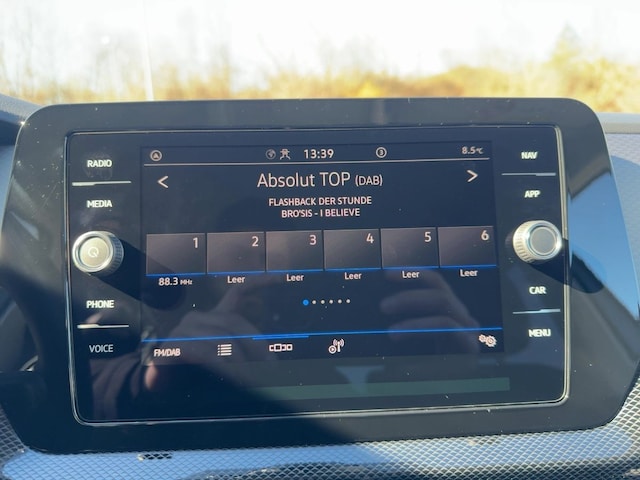 RADIO
MEDIA
PHONE
VOICE
A
13:39
3
8.5°C
NAV
APP
CAR
MENU
< Absolut TOP (DAB) >
FLASHBACK DER STUNDE
BRO'SIS - I BELIEVE
1 2 3 4 5 6
88.3 MHz Leer Leer Leer Leer Leer
FM/DAB